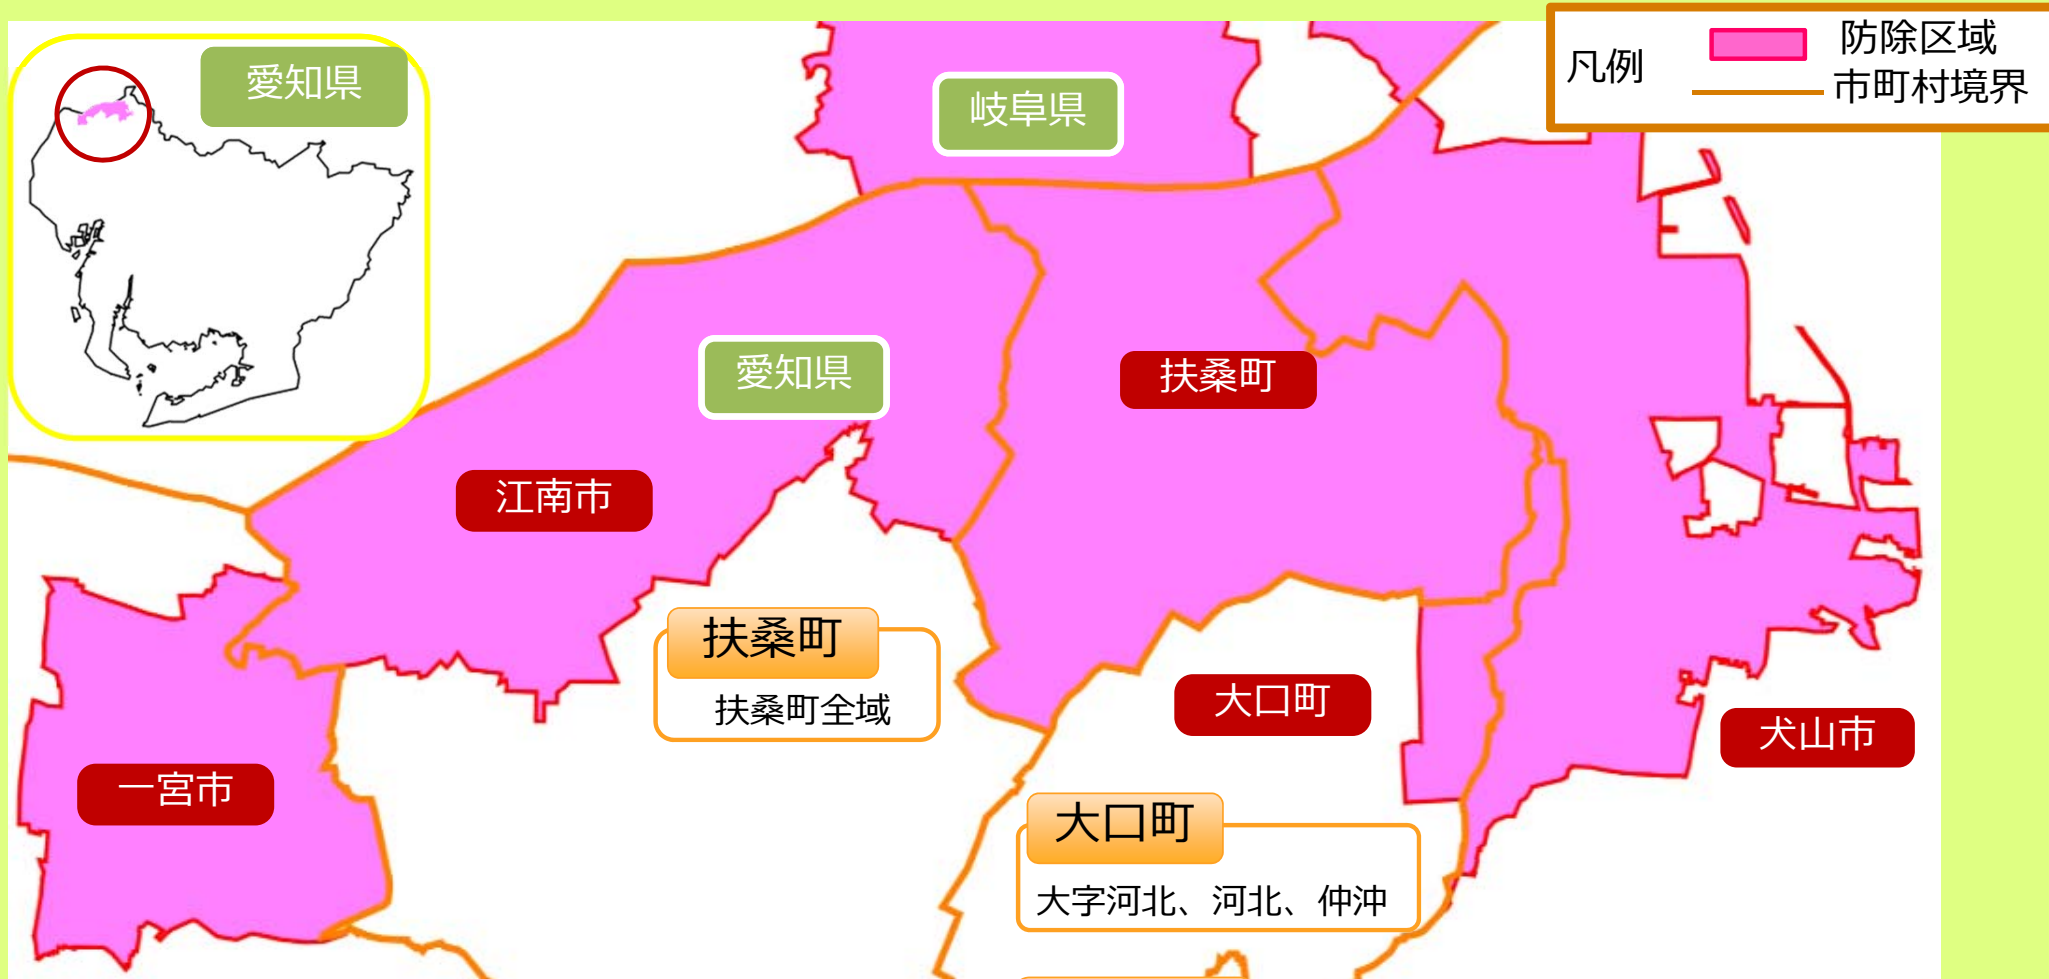 愛知県
岐阜県
凡例
防除区域
市町村境界
愛知県
扶桑町
江南市
扶桑町
扶桑町全域
大口町
犬山市
一宮市
大口町
大字河北、河北、仲沖